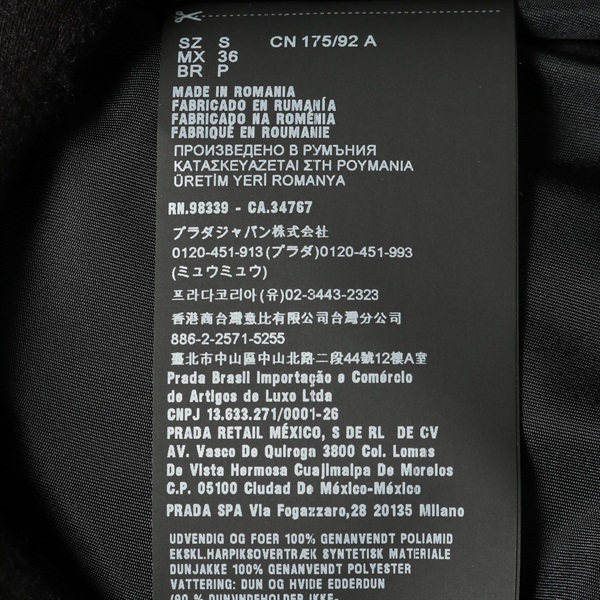 SZ S CN 175/92 A
MX 36
BR P
MADE IN ROMANIA
FABRICADO EN RUMANÍA
FABRICADO NA ROMÊNIA
FABRIQUÉ EN ROUMANIE
ПРОИЗВЕДЕНО В РУМЪНИЯ
ΚΑΤΑΣΚΕΥΑΖΕΤΑΙ ΣΤΗ ΡΟΥΜΑΝΙΑ
ÜRETİM YERİ ROMANYA
RN.98339 - CA.34767
プラダジャパン株式会社
0120-451-913(プラダ)0120-451-993
(ミュウミュウ)
프라다코리아 (유)02-3443-2323
香港商台灣意比有限公司台灣分公司
886-2-2571-5255
臺北市中山區中山北路二段44號12樓A室
Prada Brasil Importação e Comércio
de Artigos de Luxo Ltda
CNPJ 13.633.271/0001-26
PRADA RETAIL MÉXICO, S DE RL DE CV
AV. Vasco De Quiroga 3800 Col. Lomas
De Vista Hermosa Cuajimalpa De Morelos
C.P. 05100 Ciudad De México-México
PRADA SPA Via Fogazzaro,28 20135 Milano
UDVENDIG OG FOER 100% GENANVENDT POLIAMID
EKSKL.HARPIKSOVERTRÆK SYNTETISK MATERIALE
DUNJAKKE 100% GENANVENDT POLYESTER
VATTERING: DUN OG HVIDE EDDERDUN
(90 % DUN)UNDEHOLDER IKKE-